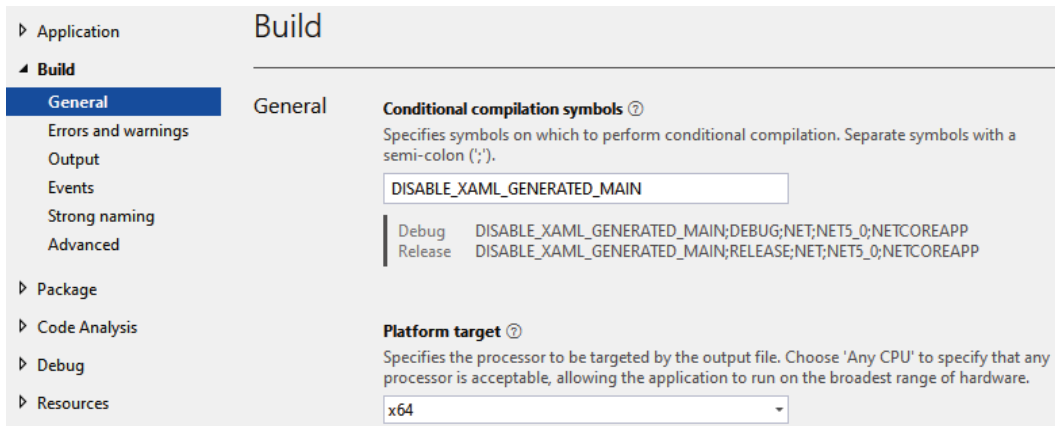 Application
Build
General
Errors and warnings
Output
Events
Strong naming
Advanced
Package
Code Analysis
Debug
Resources
Build
General
Conditional compilation symbols ?
Specifies symbols on which to perform conditional compilation. Separate symbols with a
semi-colon (';').
DISABLE_XAML_GENERATED_MAIN
Debug DISABLE_XAML_GENERATED_MAIN;DEBUG;NET;NET5_0;NETCOREAPP
Release DISABLE_XAML_GENERATED_MAIN;RELEASE;NET;NET5_0;NETCOREAPP
Platform target ?
Specifies the processor to be targeted by the output file. Choose 'Any CPU' to specify that any
processor is acceptable, allowing the application to run on the broadest range of hardware.
x64